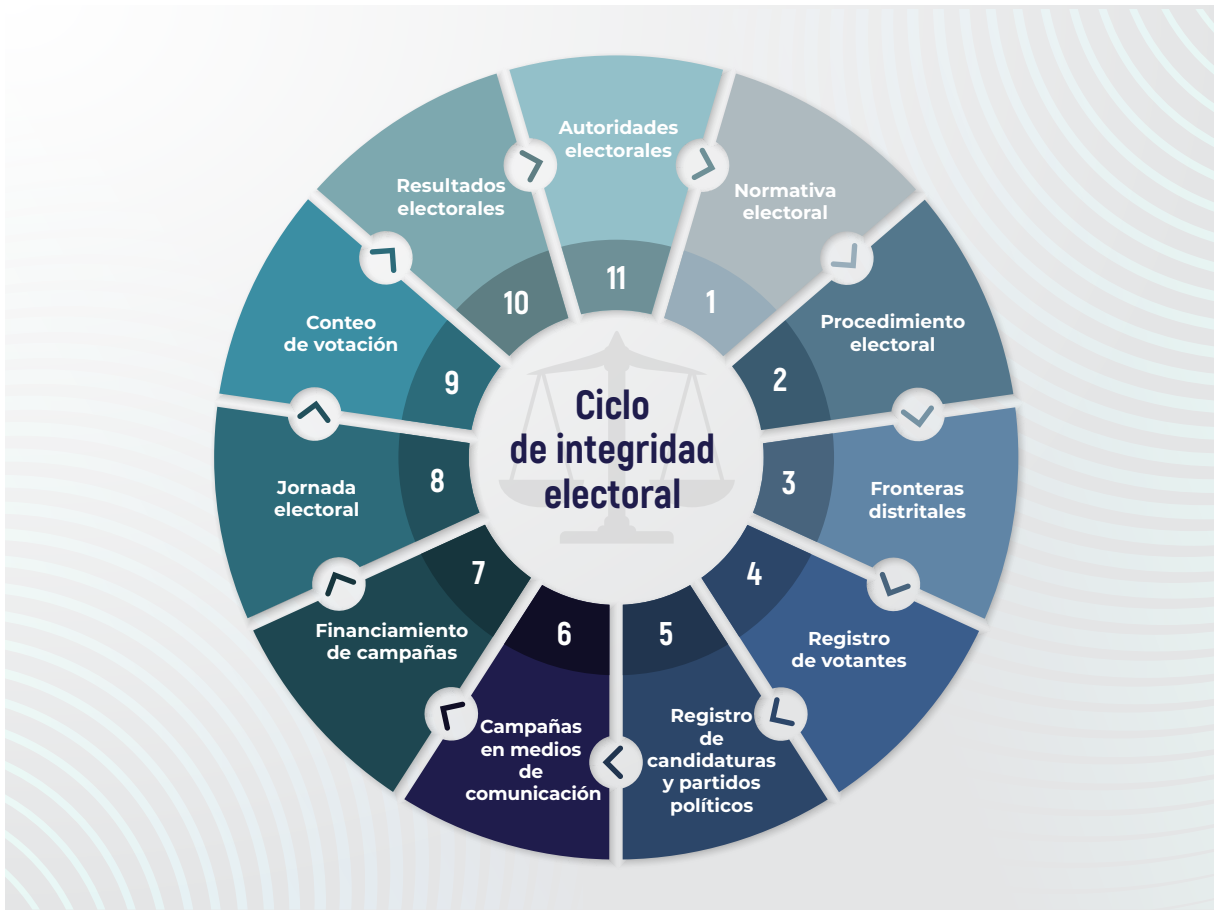 Ciclo
de integridad
electoral
1
Normativa
electoral
2
Procedimiento
electoral
3
Fronteras
distritales
4
Registro
de votantes
5
Registro
de
candidaturas
y partidos
políticos
6
Campañas
en medios
de
comunicación
7
Financiamiento
de campañas
8
Jornada
electoral
9
Conteo
de votación
10
Resultados
electorales
11
Autoridades
electorales